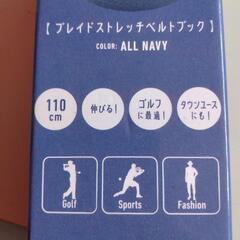 【 ブレイドストレッチベルトブック 】
COLOR: ALL NAVY
110
cm
伸びる!
ゴルフ
に最適!
タウンユース
にも!
Golf
Sports
Fashion